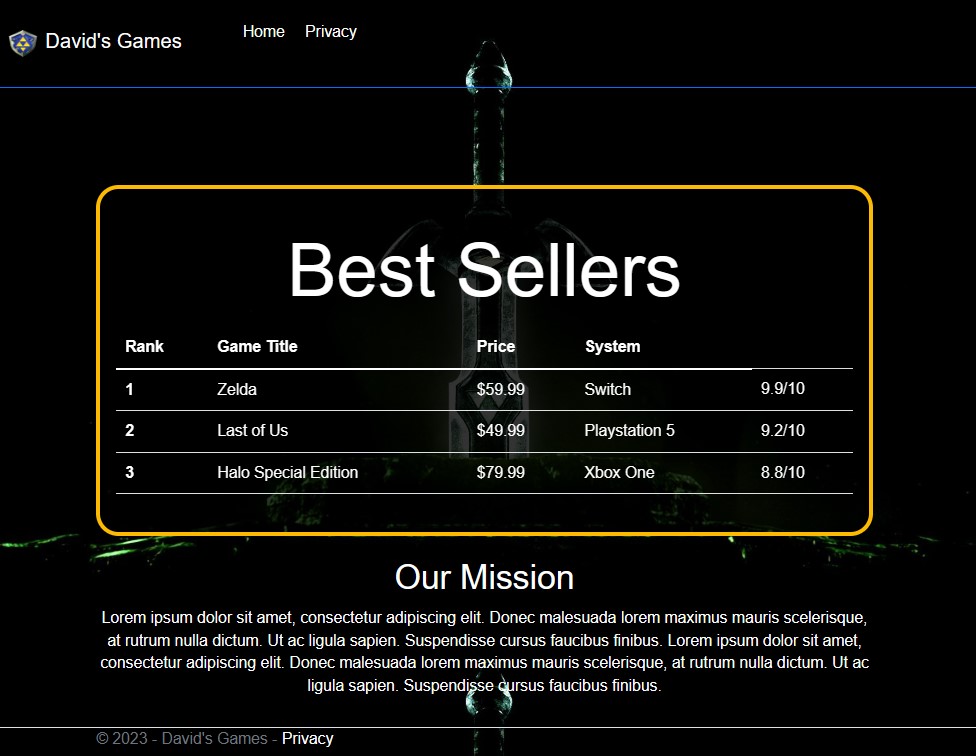 David's Games Home Privacy
Best Sellers
Rank Game Title Price System
1 Zelda $59.99 Switch 9.9/10
2 Last of Us $49.99 Playstation 5 9.2/10
3 Halo Special Edition $79.99 Xbox One 8.8/10
Our Mission
Lorem ipsum dolor sit amet, consectetur adipiscing elit. Donec malesuada lorem maximus mauris scelerisque,
at rutrum nulla dictum. Ut ac ligula sapien. Suspendisse cursus faucibus finibus. Lorem ipsum dolor sit amet,
consectetur adipiscing elit. Donec malesuada lorem maximus mauris scelerisque, at rutrum nulla dictum. Ut ac
ligula sapien. Suspendisse cursus faucibus finibus.
© 2023 - David's Games - Privacy